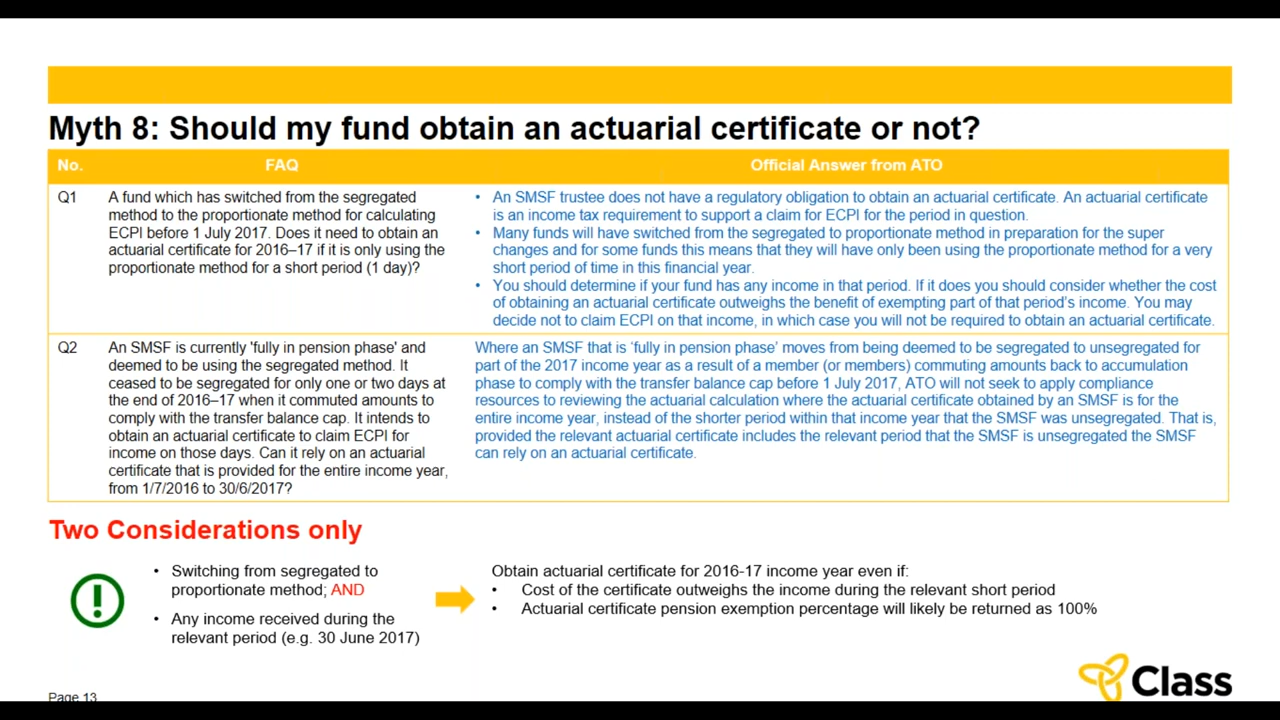 Myth 8: Should my fund obtain an actuarial certificate or not?
No.
FAQ
Official Answer from ATO
Q1
A fund which has switched from the segregated
method to the proportionate method for calculating
ECPI before 1 July 2017. Does it need to obtain an
actuarial certificate for 2016–17 if it is only using the
proportionate method for a short period (1 day)?
• An SMSF trustee does not have a regulatory obligation to obtain an actuarial certificate. An actuarial certificate
is an income tax requirement to support a claim for ECPI for the period in question.
• Many funds will have switched from the segregated to proportionate method in preparation for the super
changes and for some funds this means that they will have only been using the proportionate method for a very
short period of time in this financial year.
• You should determine if your fund has any income in that period. If it does you should consider whether the cost
of obtaining an actuarial certificate outweighs the benefit of exempting part of that period's income. You may
decide not to claim ECPI on that income, in which case you will not be required to obtain an actuarial certificate.
Q2
An SMSF is currently 'fully in pension phase' and
deemed to be using the segregated method. It
ceased to be segregated for only one or two days at
the end of 2016–17 when it commuted amounts to
comply with the transfer balance cap. It intends to
obtain an actuarial certificate to claim ECPI for
income on those days. Can it rely on an actuarial
certificate that is provided for the entire income year,
from 1/7/2016 to 30/6/2017?
Where an SMSF that is 'fully in pension phase' moves from being deemed to be segregated to unsegregated for
part of the 2017 income year as a result of a member (or members) commuting amounts back to accumulation
phase to comply with the transfer balance cap before 1 July 2017, ATO will not seek to apply compliance
resources to reviewing the actuarial calculation where the actuarial certificate obtained by an SMSF is for the
entire income year, instead of the shorter period within that income year that the SMSF was unsegregated. That is,
provided the relevant actuarial certificate includes the relevant period that the SMSF is unsegregated the SMSF
can rely on an actuarial certificate.
Two Considerations only
• Switching from segregated to
proportionate method; AND
• Any income received during the
relevant period (e.g. 30 June 2017)
Obtain actuarial certificate for 2016-17 income year even if:
• Cost of the certificate outweighs the income during the relevant short period
• Actuarial certificate pension exemption percentage will likely be returned as 100%
Class
Page 13